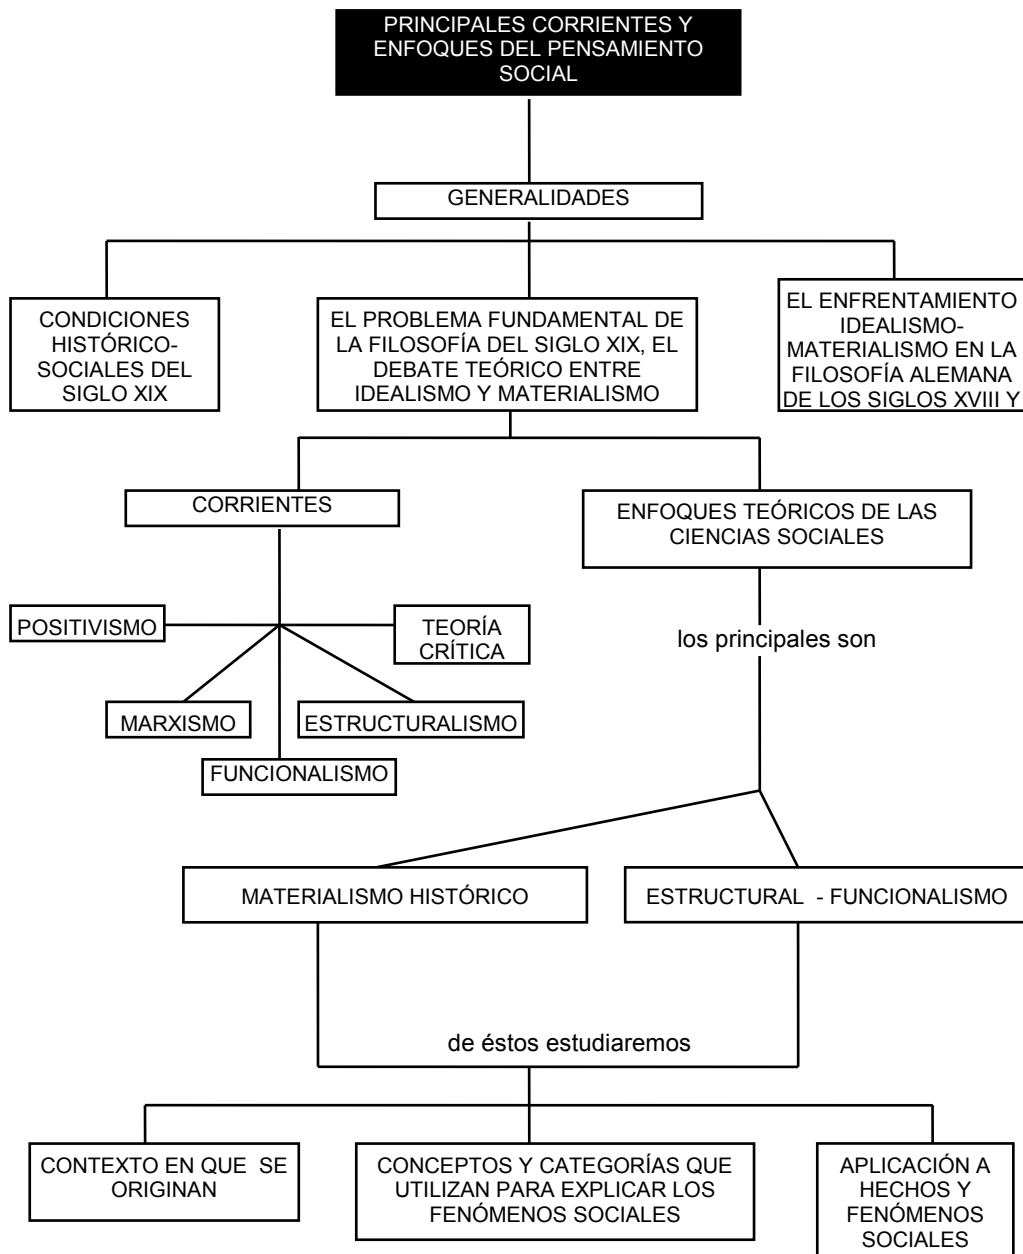 PRINCIPALES CORRIENTES Y
ENFOQUES DEL PENSAMIENTO
SOCIAL
GENERALIDADES
CONDICIONES
HISTÓRICO-
SOCIALES DEL
SIGLO XIX
EL PROBLEMA FUNDAMENTAL DE
LA FILOSOFÍA DEL SIGLO XIX, EL
DEBATE TEÓRICO ENTRE
IDEALISMO Y MATERIALISMO
EL ENFRENTAMIENTO
IDEALISMO-
MATERIALISMO EN LA
FILOSOFÍA ALEMANA
DE LOS SIGLOS XVIII Y
CORRIENTES
ENFOQUES TEÓRICOS DE LAS
CIENCIAS SOCIALES
POSITIVISMO
TEORÍA
CRÍTICA
MARXISMO
ESTRUCTURALISMO
FUNCIONALISMO
los principales son
MATERIALISMO HISTÓRICO
ESTRUCTURAL - FUNCIONALISMO
de éstos estudiaremos
CONTEXTO EN QUE SE
ORIGINAN
CONCEPTOS Y CATEGORÍAS QUE
UTILIZAN PARA EXPLICAR LOS
FENÓMENOS SOCIALES
APLICACIÓN A
HECHOS Y
FENÓMENOS
SOCIALES